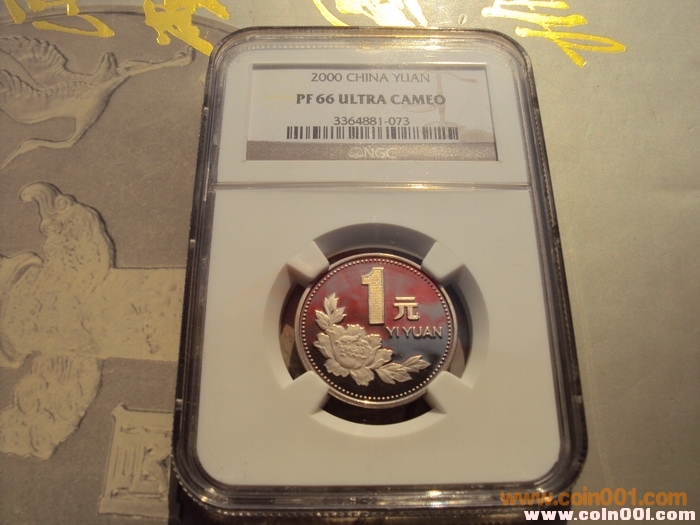 2000 CHINA YUAN
PF 66 ULTRA CAMEO
3364881-073
NGC
1元
YI YUAN
www.coin001.com
www.coin001.com